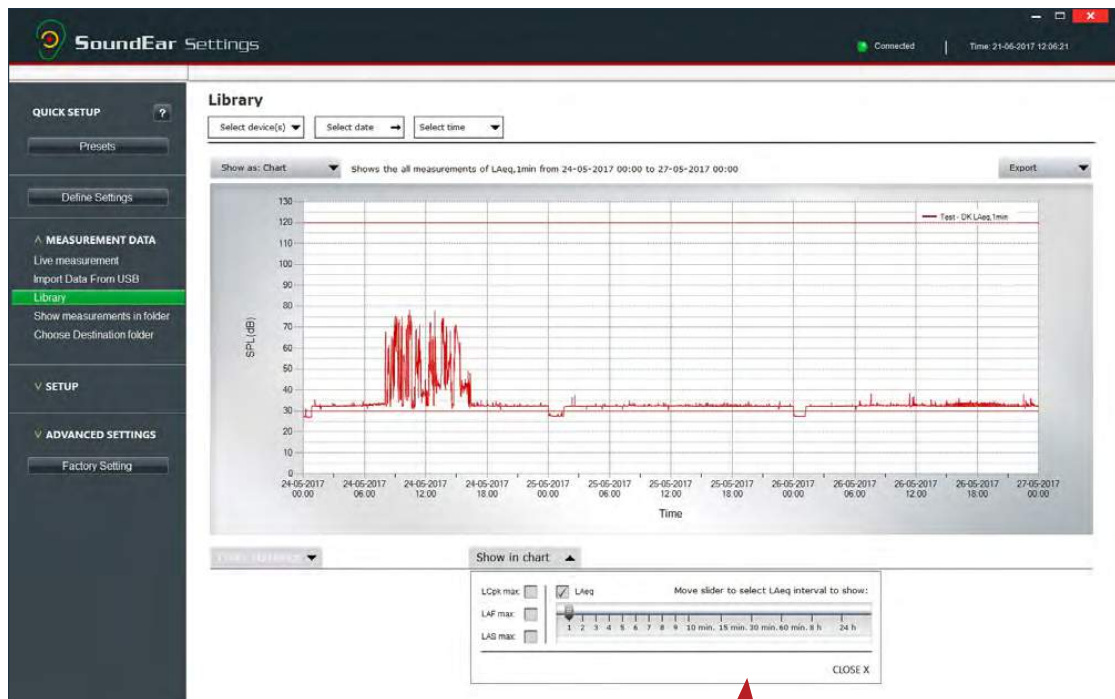 SoundEar Settings
Connected | Time: 21-06-2017 12:06:21
QUICK SETUP ?
Presets
Define Settings
MEASUREMENT DATA
Live measurement
Import Data From USB
Library
Show measurements in folder
Choose Destination folder
SETUP
ADVANCED SETTINGS
Factory Setting
Library
Select device(s) Select date Select time
Show as: Chart Shows the all measurements of LAeq,1min from 24-05-2017 00:00 to 27-05-2017 00:00 Export
Test - DK LAeq,1min
130
120
110
100
90
80
70
60
50
40
30
20
10
0
SPL(dB)
24-05-2017 24-05-2017 24-05-2017 24-05-2017 25-05-2017 25-05-2017 25-05-2017 25-05-2017 26-05-2017 26-05-2017 26-05-2017 26-05-2017 27-05-2017
00:00 06:00 12:00 18:00 00:00 06:00 12:00 18:00 00:00 06:00 12:00 18:00 00:00
Time
Show in chart
LCpk max LAeq Move slider to select LAeq interval to show:
LAF max
1 2 3 4 5 6 7 8 9 10 min. 15 min. 30 min. 60 min. 8 h 24 h
LAS max
CLOSE X